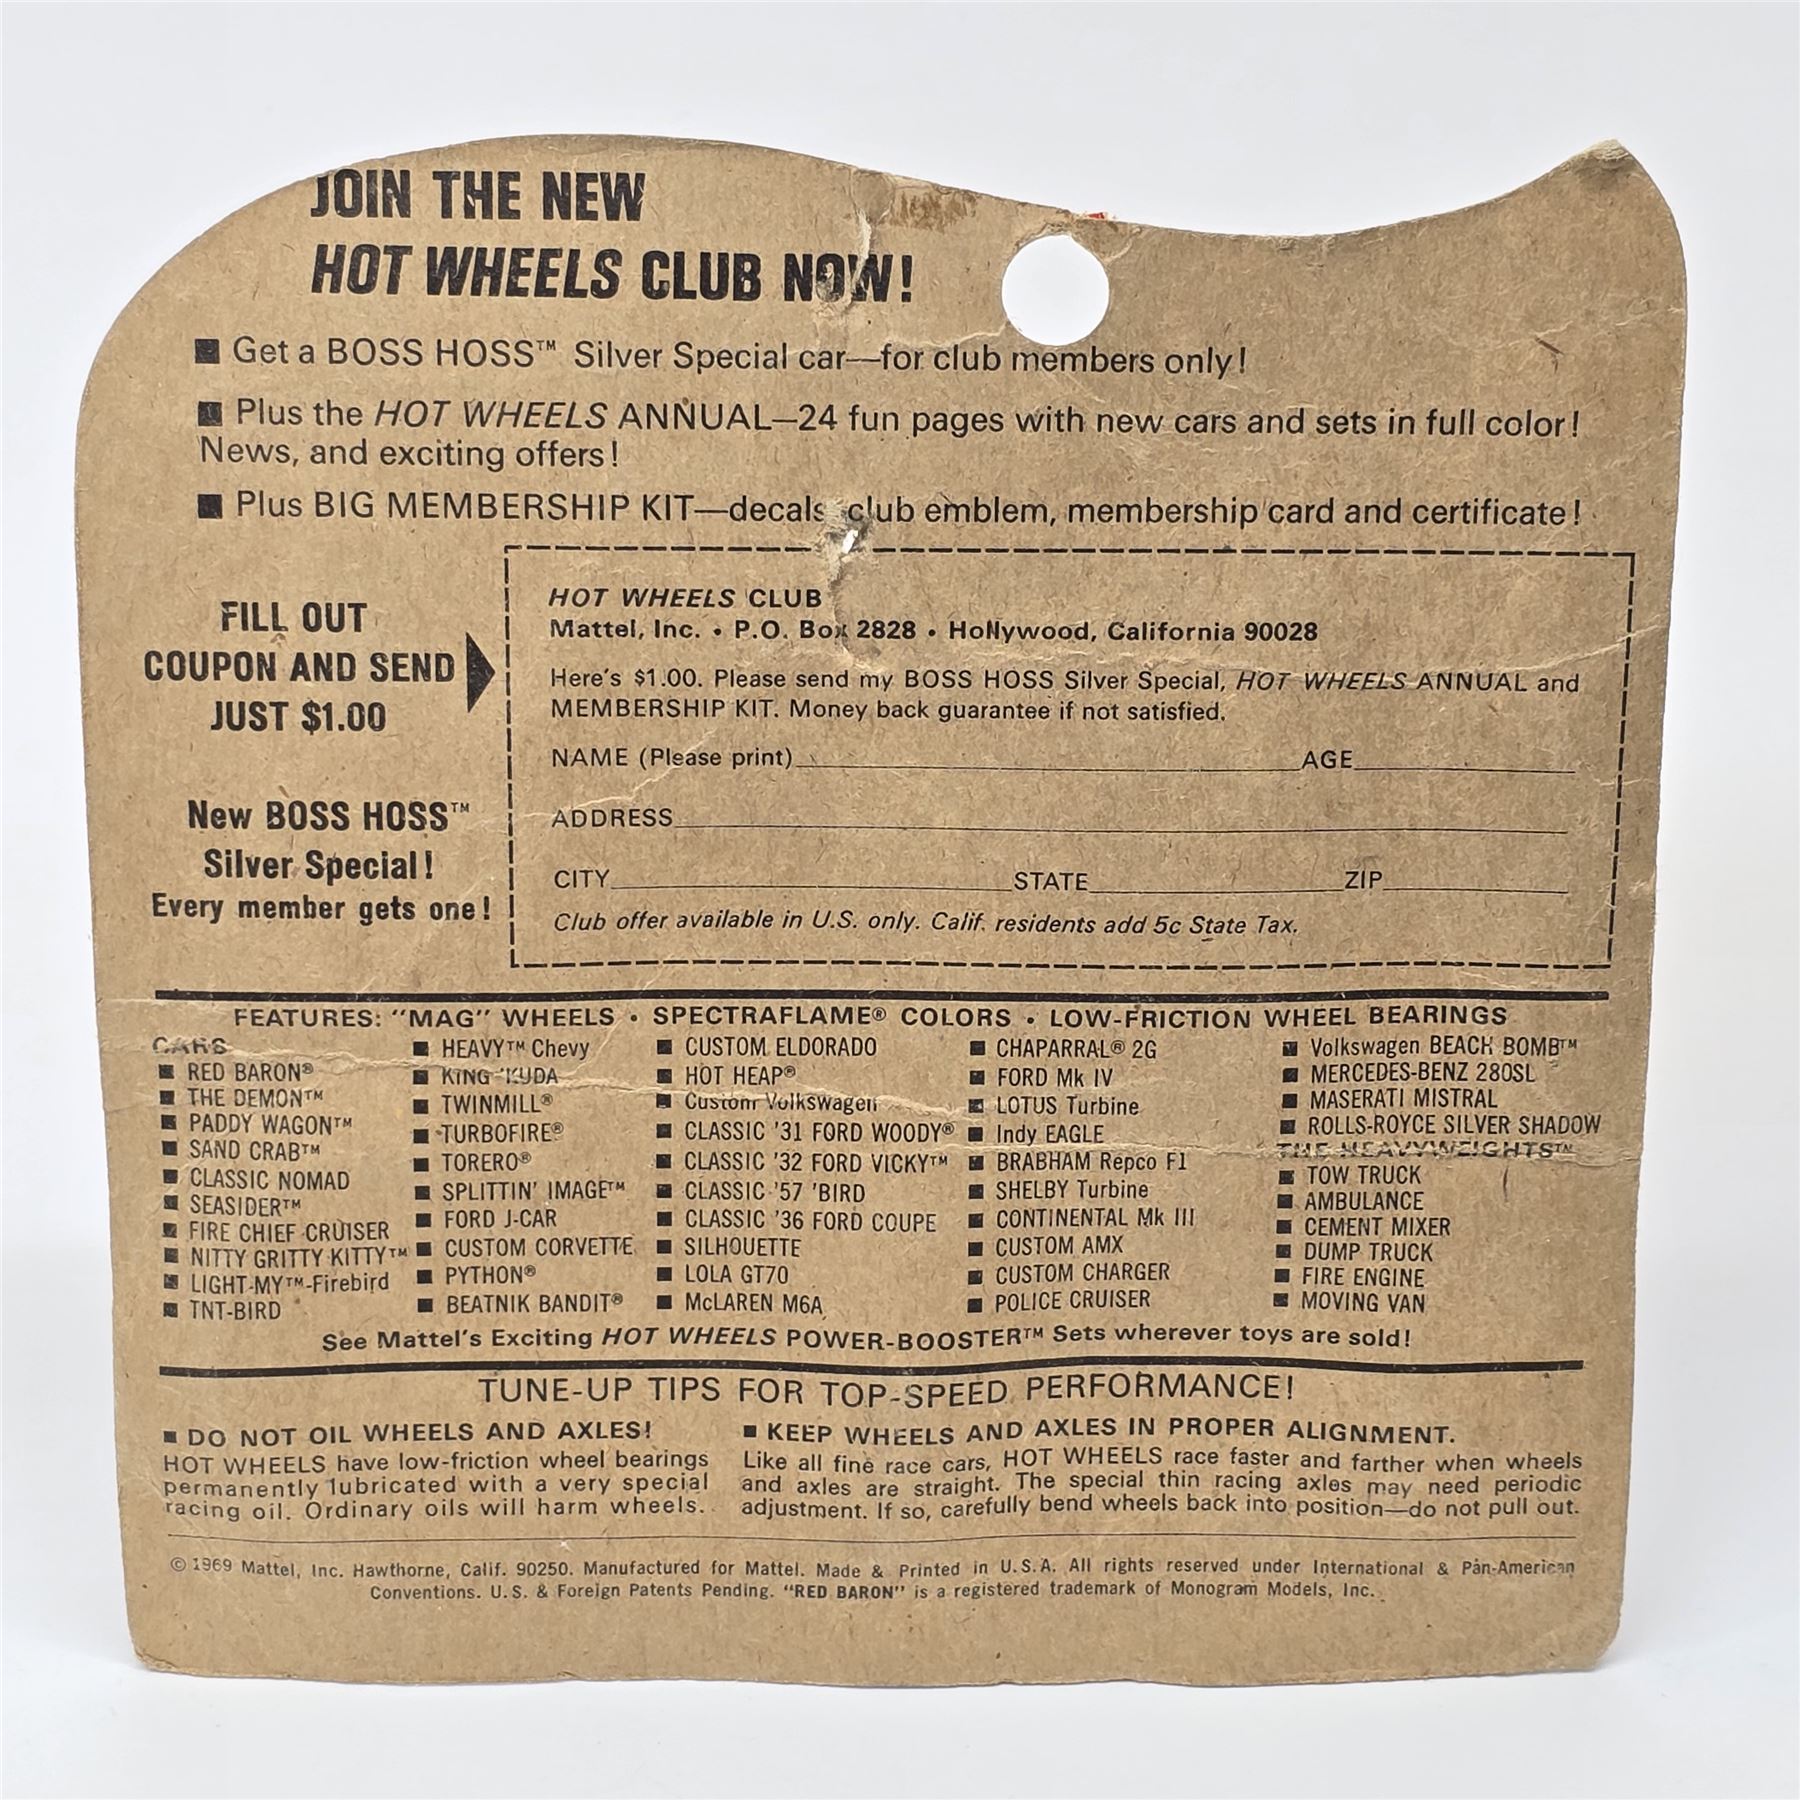 JOIN THE NEW
HOT WHEELS CLUB NOW!
■ Get a BOSS HOSS™ Silver Special car—for club members only!
■ Plus the HOT WHEELS ANNUAL—24 fun pages with new cars and sets in full color!
News, and exciting offers!
■ Plus BIG MEMBERSHIP KIT—decals club emblem, membership card and certificate!
FILL OUT
COUPON AND SEND
JUST $1.00
New BOSS HOSS™
Silver Special!
Every member gets one!
HOT WHEELS CLUB
Mattel, Inc. • P.O. Box 2828 • Hollywood, California 90028
Here's $1.00. Please send my BOSS HOSS Silver Special, HOT WHEELS ANNUAL and
MEMBERSHIP KIT. Money back guarantee if not satisfied.
NAME (Please print) AGE
ADDRESS
CITY STATE ZIP
Club offer available in U.S. only. Calif. residents add 5c State Tax.
FEATURES: "MAG" WHEELS • SPECTRAFLAME® COLORS • LOW-FRICTION WHEEL BEARINGS
CARS
■ RED BARON®
■ THE DEMON™
■ PADDY WAGON™
■ SAND CRAB™
■ CLASSIC NOMAD
■ SEASIDER™
■ FIRE CHIEF CRUISER
■ NITTY GRITTY KITTY™
■ LIGHT-MY™-Firebird
■ TNT-BIRD
■ HEAVY™ Chevy
■ KING 'KUDA
■ TWINMILL®
■ TURBOFIRE®
■ TORERO®
■ SPLITTIN' IMAGE™
■ FORD J-CAR
■ CUSTOM CORVETTE
■ PYTHON®
■ BEATNIK BANDIT®
■ CUSTOM ELDORADO
■ HOT HEAP®
■ Custom Volkswagen
■ CLASSIC '31 FORD WOODY®
■ CLASSIC '32 FORD VICKY™
■ CLASSIC '57 'BIRD
■ CLASSIC '36 FORD COUPE
■ SILHOUETTE
■ LOLA GT70
■ McLAREN M6A
■ CHAPARRAL® 2G
■ FORD Mk IV
■ LOTUS Turbine
■ Indy EAGLE
■ BRABHAM Repco F1
■ SHELBY Turbine
■ CONTINENTAL Mk III
■ CUSTOM AMX
■ CUSTOM CHARGER
■ POLICE CRUISER
■ Volkswagen BEACH BOMB™
■ MERCEDES-BENZ 280SL
■ MASERATI MISTRAL
■ ROLLS-ROYCE SILVER SHADOW
THE HEAVYWEIGHTS™
■ TOW TRUCK
■ AMBULANCE
■ CEMENT MIXER
■ DUMP TRUCK
■ FIRE ENGINE
■ MOVING VAN
See Mattel's Exciting HOT WHEELS POWER-BOOSTER™ Sets wherever toys are sold!
TUNE-UP TIPS FOR TOP-SPEED PERFORMANCE!
■ DO NOT OIL WHEELS AND AXLES!
HOT WHEELS have low-friction wheel bearings
permanently lubricated with a very special
racing oil. Ordinary oils will harm wheels.
■ KEEP WHEELS AND AXLES IN PROPER ALIGNMENT.
Like all fine race cars, HOT WHEELS race faster and farther when wheels
and axles are straight. The special thin racing axles may need periodic
adjustment. If so, carefully bend wheels back into position—do not pull out.
© 1969 Mattel, Inc. Hawthorne, Calif. 90250. Manufactured for Mattel. Made & Printed in U.S.A. All rights reserved under International & Pan-American
Conventions. U.S. & Foreign Patents Pending. "RED BARON" is a registered trademark of Monogram Models, Inc.